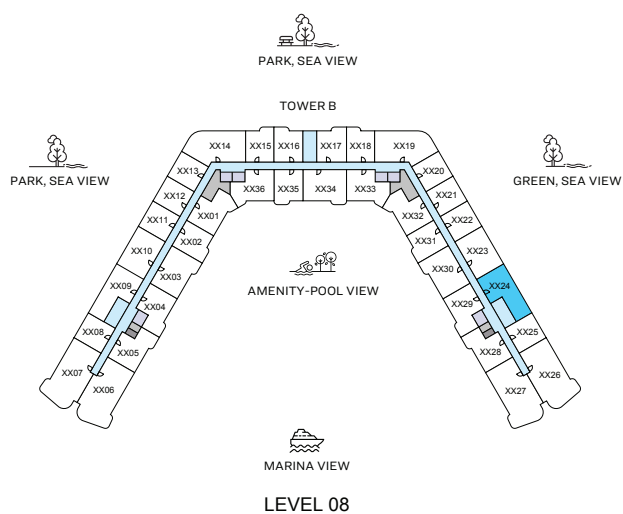 PARK, SEA VIEW
TOWER B
PARK, SEA VIEW
GREEN, SEA VIEW
XX14
XX15
XX16
XX17
XX18
XX19
XX13
XX36
XX35
XX34
XX33
XX20
XX12
XX01
XX32
XX21
XX11
XX02
XX31
XX22
XX10
XX03
XX30
XX23
XX09
XX04
XX29
XX24
XX08
XX05
XX28
XX25
XX07
XX06
XX27
XX26
AMENITY-POOL VIEW
MARINA VIEW
LEVEL 08